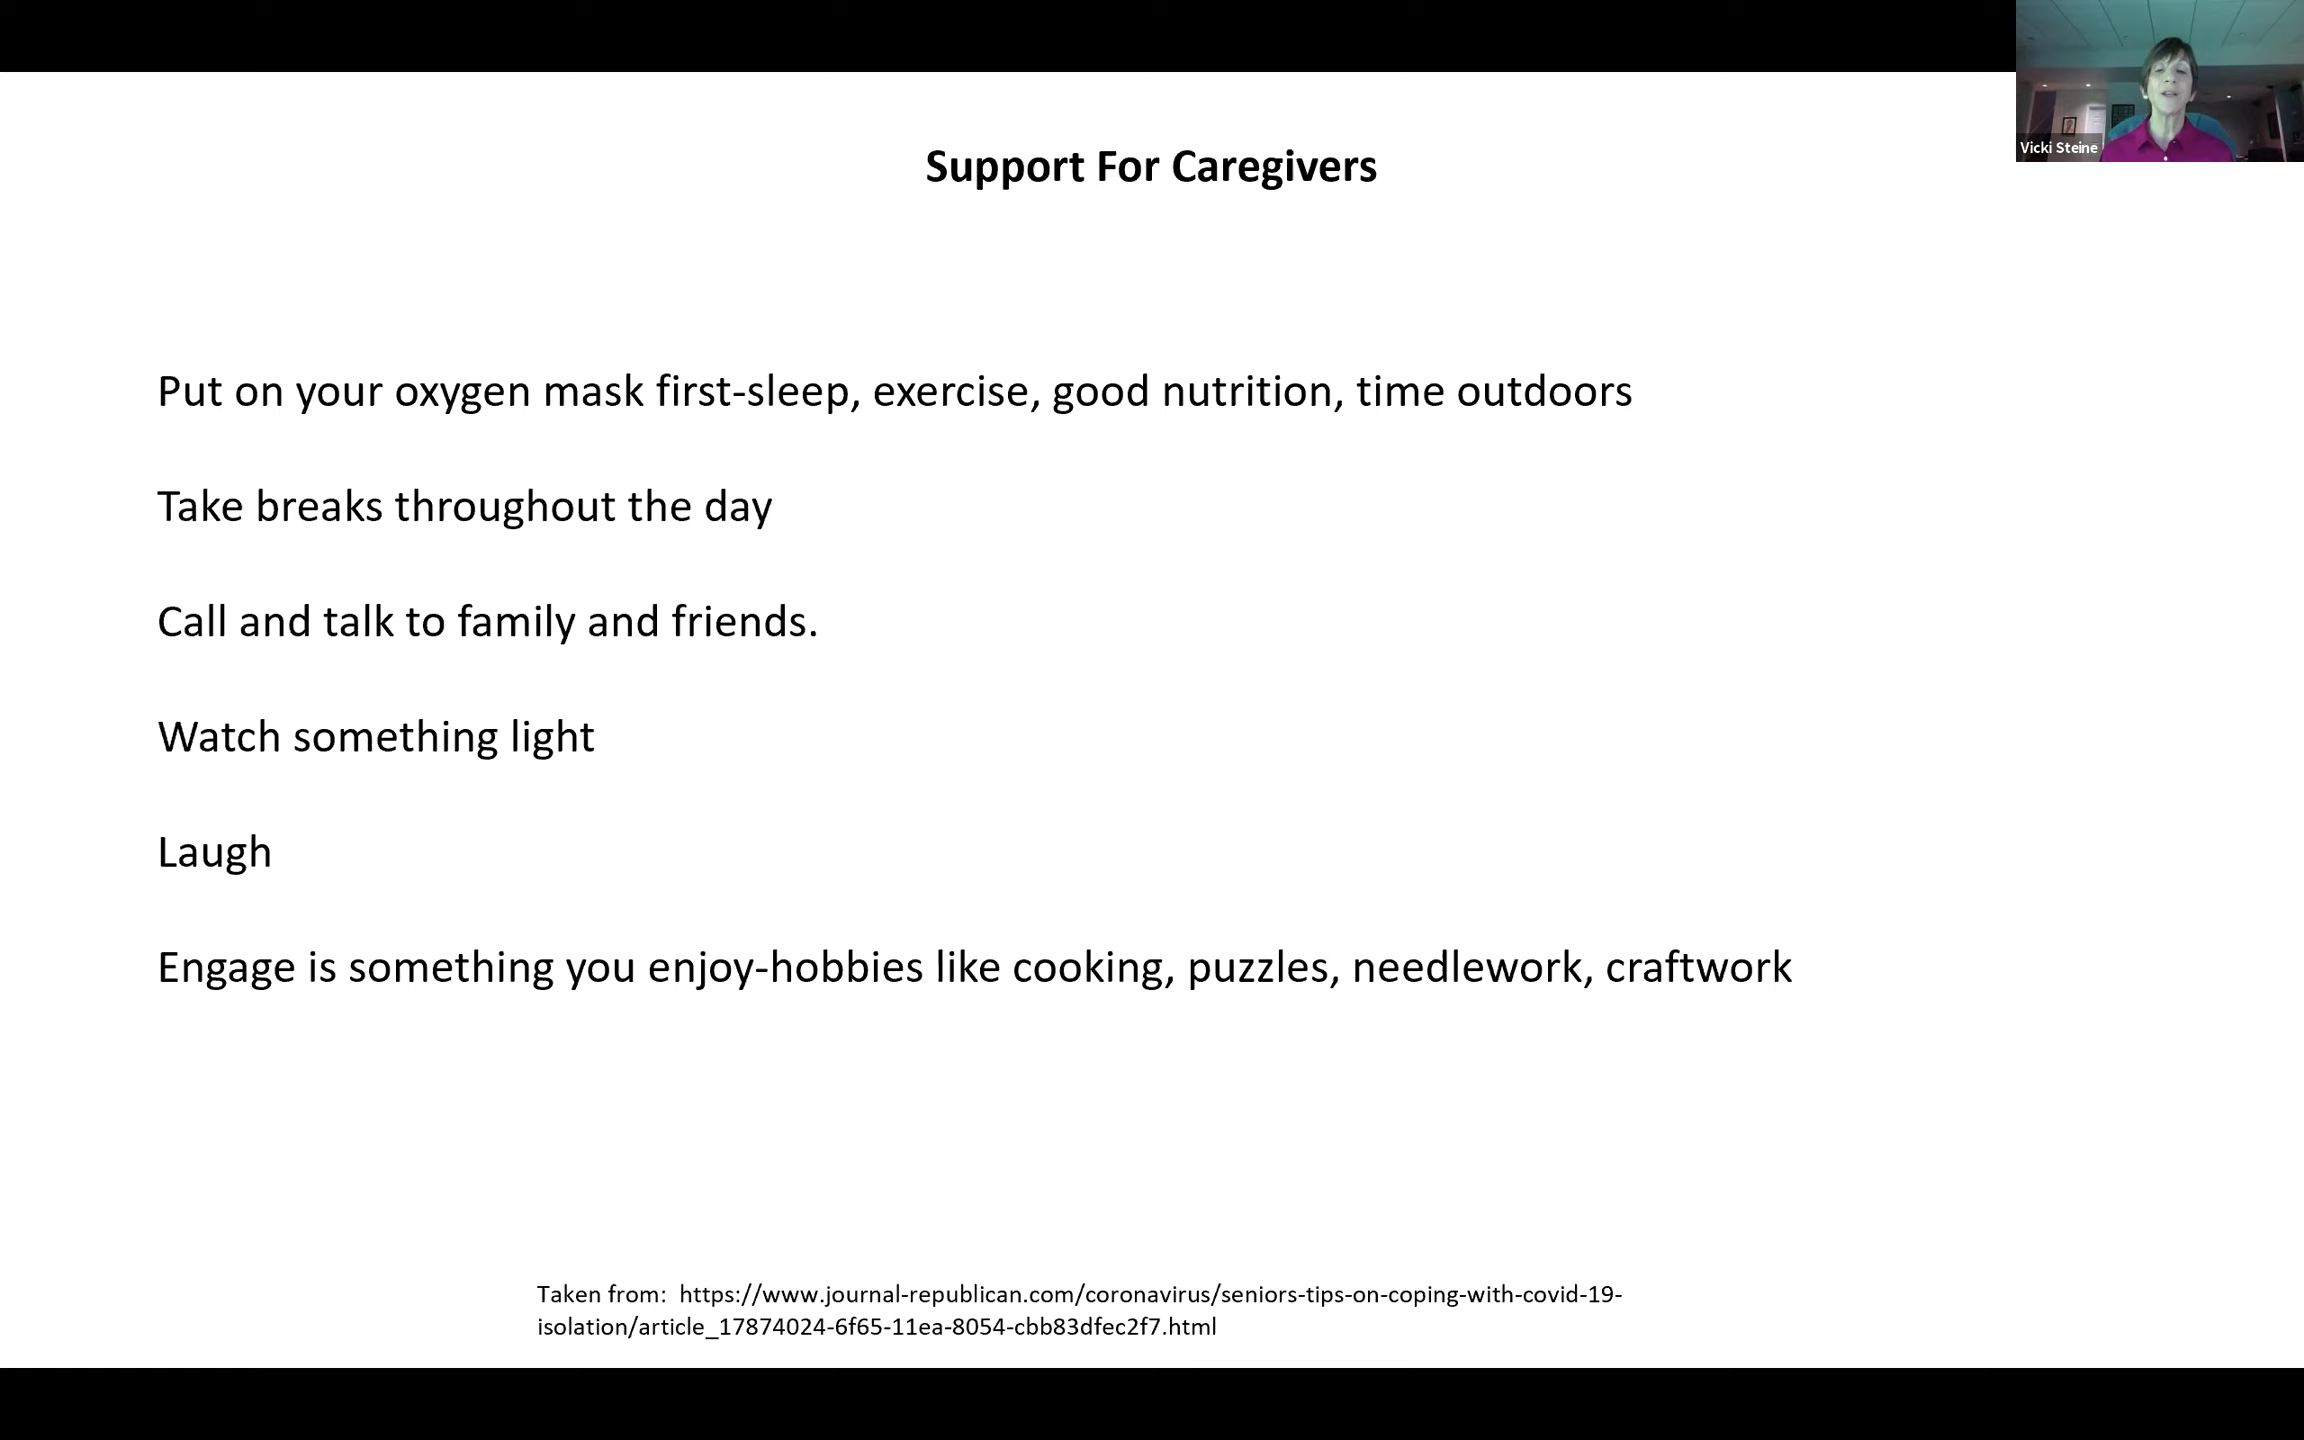 Vicki Steine
Support For Caregivers
Put on your oxygen mask first-sleep, exercise, good nutrition, time outdoors
Take breaks throughout the day
Call and talk to family and friends.
Watch something light
Laugh
Engage is something you enjoy-hobbies like cooking, puzzles, needlework, craftwork
Taken from:  https://www.journal-republican.com/coronavirus/seniors-tips-on-coping-with-covid-19-
isolation/article_17874024-6f65-11ea-8054-cbb83dfec2f7.html